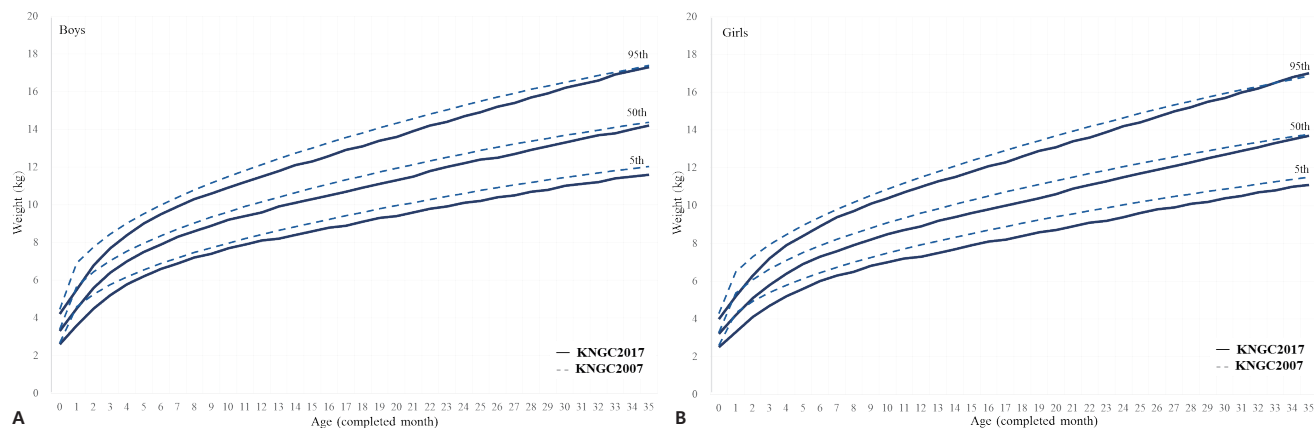 20
18
16
14
12
10
8
6
4
2
0
Weight (kg)
Boys
95th
50th
5th
KNGC2017
KNGC2007
0 1 2 3 4 5 6 7 8 9 10 11 12 13 14 15 16 17 18 19 20 21 22 23 24 25 26 27 28 29 30 31 32 33 34 35
Age (completed month)
A
20
18
16
14
12
10
8
6
4
2
0
Weight (kg)
Girls
95th
50th
5th
KNGC2017
KNGC2007
0 1 2 3 4 5 6 7 8 9 10 11 12 13 14 15 16 17 18 19 20 21 22 23 24 25 26 27 28 29 30 31 32 33 34 35
Age (completed month)
B